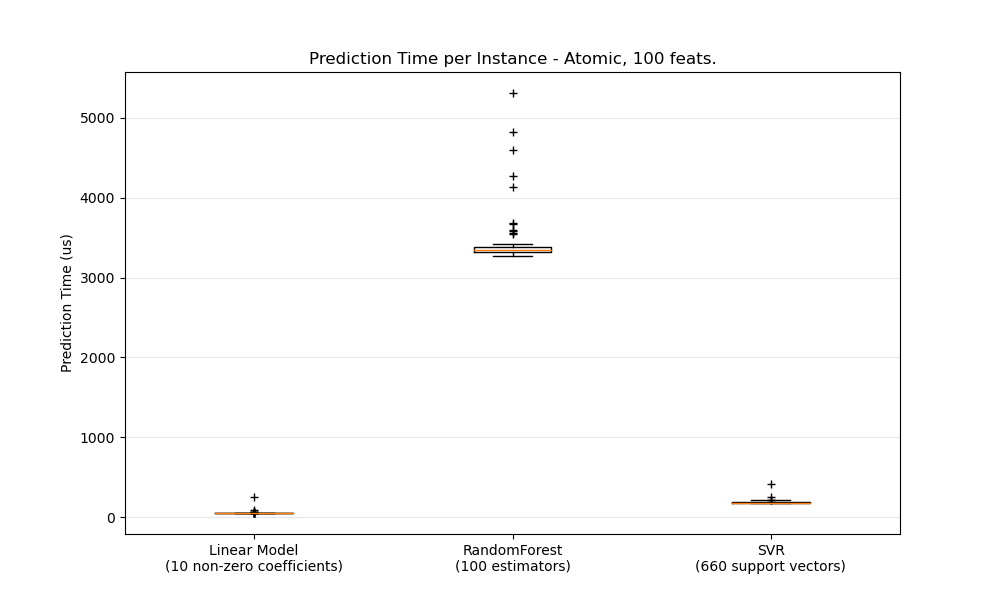 Prediction Time per Instance - Atomic, 100 feats.
Prediction Time (us)
5000
4000
3000
2000
1000
0
Linear Model
(10 non-zero coefficients)
RandomForest
(100 estimators)
SVR
(660 support vectors)